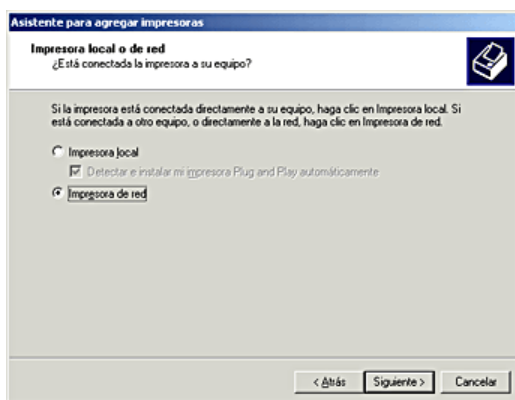 Asistente para agregar impresoras
Impresora local o de red
¿Está conectada la impresora a su equipo?
Si la impresora está conectada directamente a su equipo, haga clic en Impresora local. Si
está conectada a otro equipo, o directamente a la red, haga clic en Impresora de red.
Impresora local
Detectar e instalar mi impresora Plug and Play automáticamente
Impresora de red
< Atrás
Siguiente >
Cancelar